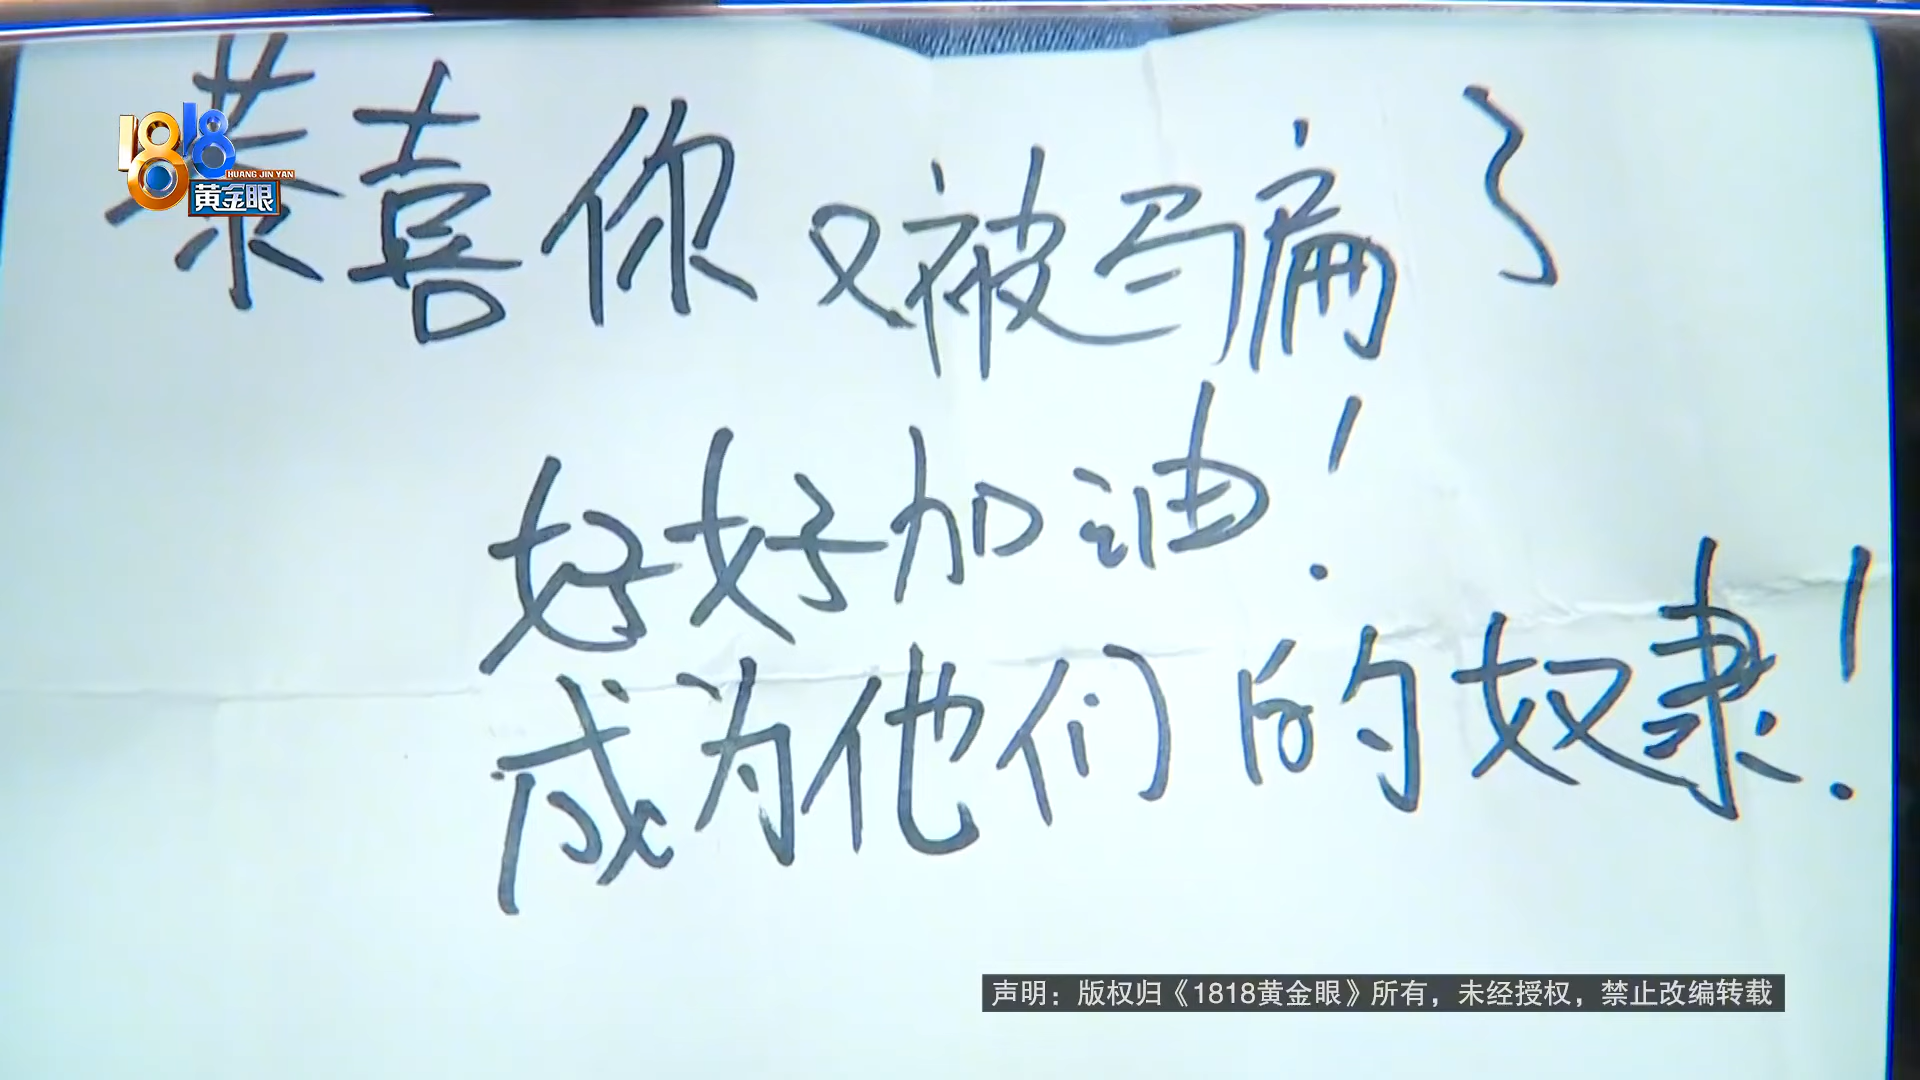 1818
HUANG JIN YAN
黄金眼
恭喜你又被骗了
好好加油！
成为他们的奴隶！
声明：版权归《1818黄金眼》所有，未经授权，禁止改编转载